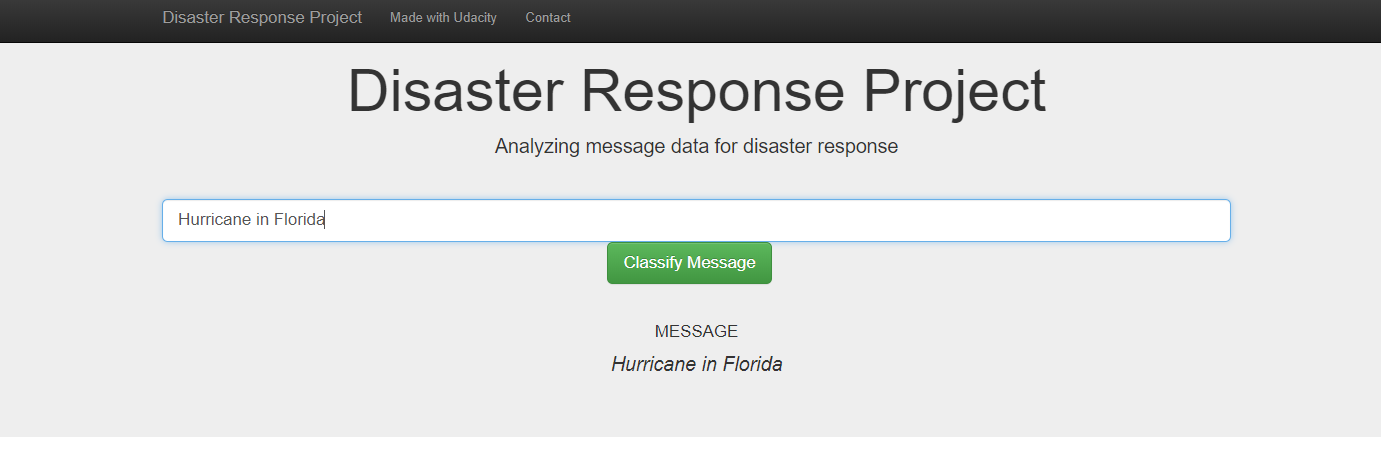 Disaster Response Project Made with Udacity Contact
Disaster Response Project
Analyzing message data for disaster response
Hurricane in Florida
Classify Message
MESSAGE
Hurricane in Florida